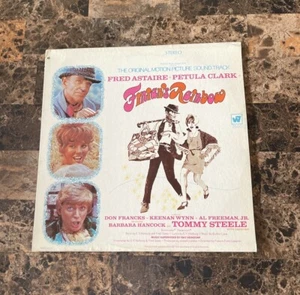 STEREO
THE ORIGINAL MOTION PICTURE SOUNDTRACK
FRED ASTAIRE · PETULA CLARK
Finian's Rainbow
DON FRANCKS · KEENAN WYNN · AL FREEMAN, JR.
BARBARA HANCOCK
TOMMY STEELE